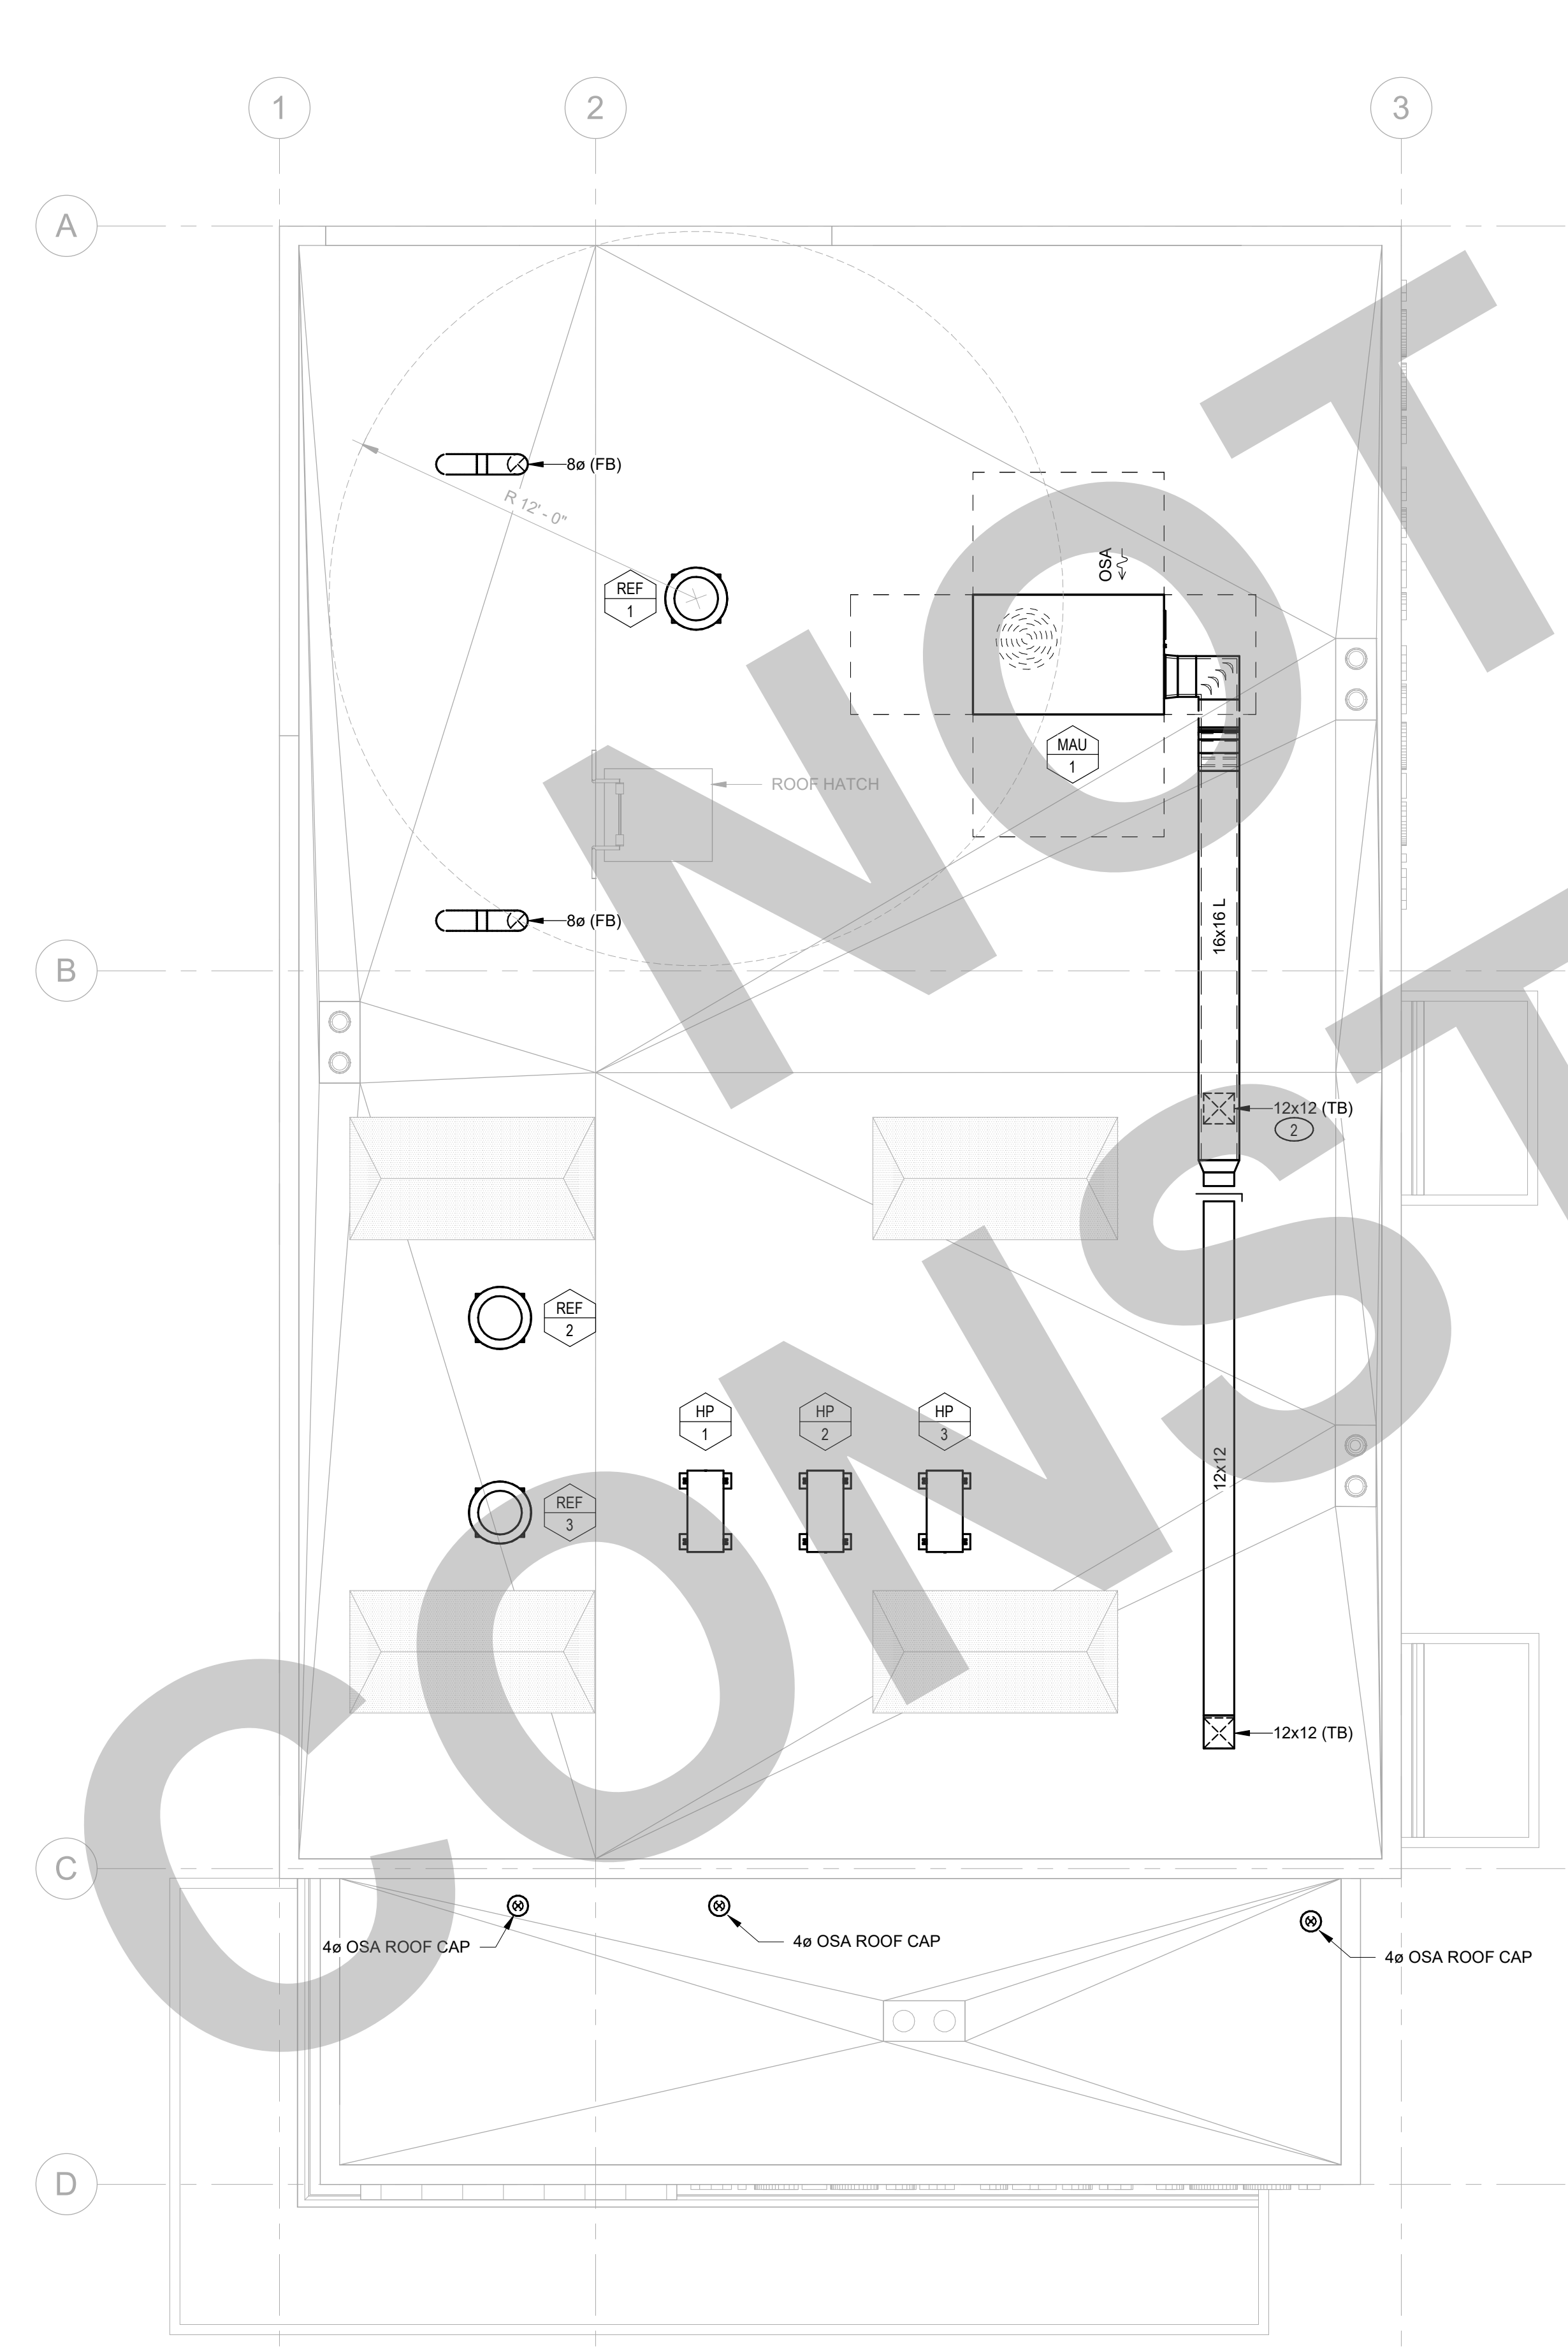 1
2
3
A
8ø (FB)
R 12' - 0"
REF
1
OSA
MAU
1
ROOF HATCH
8ø (FB)
16x16 L
B
12x12 (TB)
2
REF
2
HP
1
HP
2
HP
3
12x12
REF
3
12x12 (TB)
C
4ø OSA ROOF CAP
4ø OSA ROOF CAP
4ø OSA ROOF CAP
D
NOT
CONST